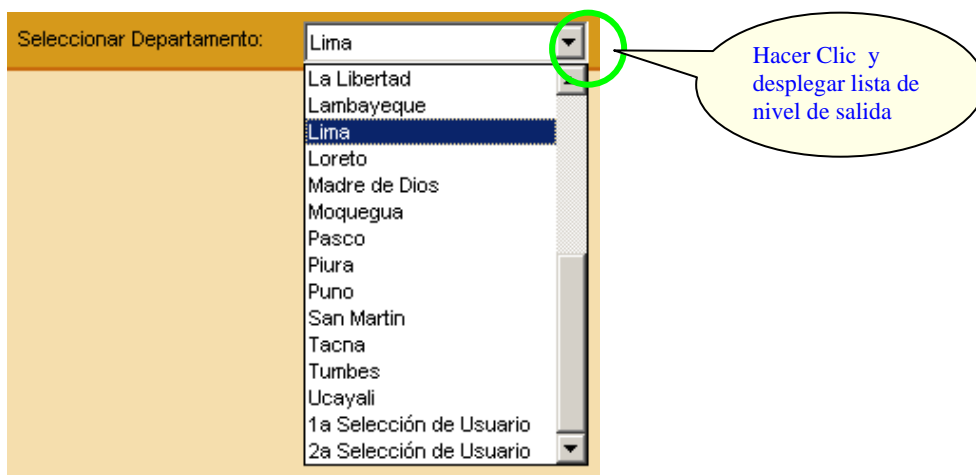 Seleccionar Departamento:
Lima
Hacer Clic y
desplegar lista de
nivel de salida
La Libertad
Lambayeque
Lima
Loreto
Madre de Dios
Moquegua
Pasco
Piura
Puno
San Martin
Tacna
Tumbes
Ucayali
1a Selección de Usuario
2a Selección de Usuario